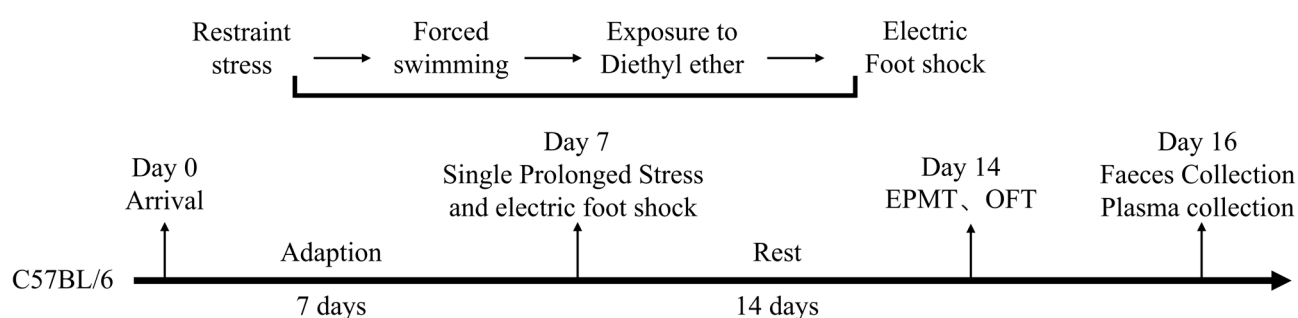 Restraint
stress
Forced
swimming
Exposure to
Diethyl ether
Electric
Foot shock
Day 0
Arrival
Day 7
Single Prolonged Stress
and electric foot shock
Day 14
EPMT、OFT
Day 16
Faeces Collection
Plasma collection
C57BL/6
Adaption
7 days
Rest
14 days